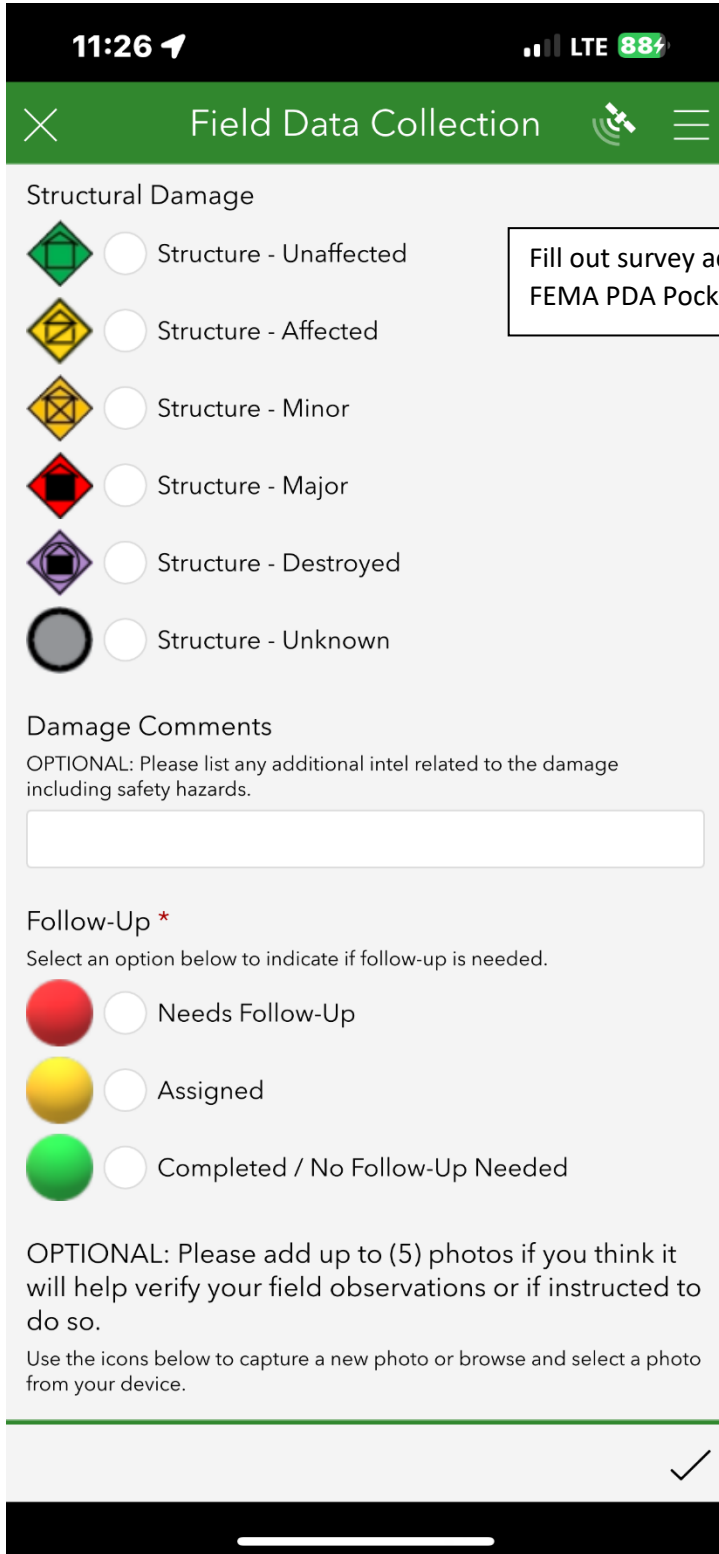 11:26
LTE 88
Field Data Collection
Structural Damage
Structure - Unaffected
Fill out survey
FEMA PDA
Structure - Affected
Structure - Minor
Structure - Major
Structure - Destroyed
Structure - Unknown
Damage Comments
OPTIONAL: Please list any additional intel related to the damage
including safety hazards.
Follow-Up *
Select an option below to indicate if follow-up is needed.
Needs Follow-Up
Assigned
Completed / No Follow-Up Needed
OPTIONAL: Please add up to (5) photos if you think it
will help verify your field observations or if instructed to
do so.
Use the icons below to capture a new photo or browse and select a photo
from your device.